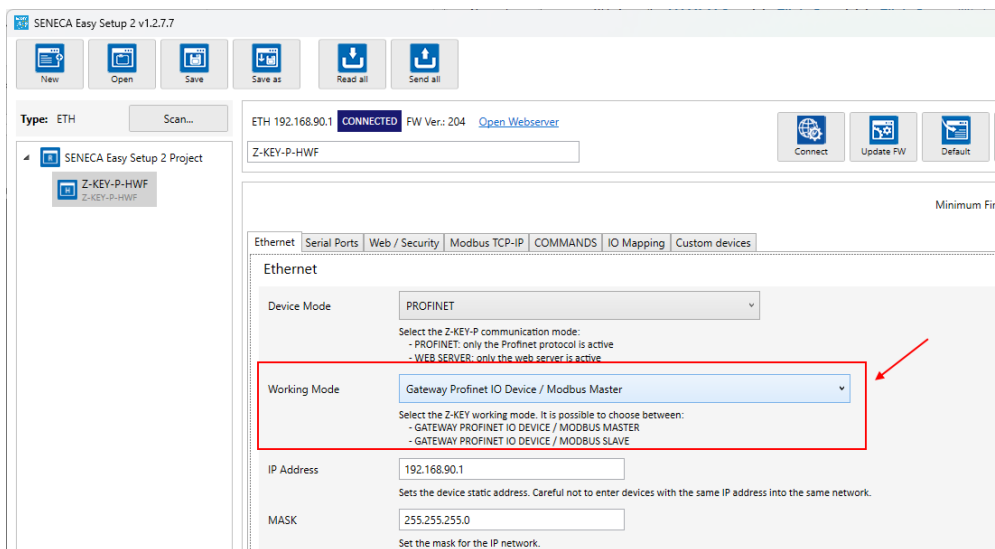 SENECA Easy Setup 2 v1.2.7.7
New Open Save Save as Read all Send all
Type: ETH Scan...
SENECA Easy Setup 2 Project
Z-KEY-P-HWF
Z-KEY-P-HWF
ETH 192.168.90.1 CONNECTED FW Ver.: 204 Open Webserver
Z-KEY-P-HWF
Connect Update FW Default
Minimum Fir
Ethernet Serial Ports Web / Security Modbus TCP-IP COMMANDS IO Mapping Custom devices
Ethernet
Device Mode PROFINET
Select the Z-KEY-P communication mode:
- PROFINET: only the Profinet protocol is active
- WEB SERVER: only the web server is active
Working Mode Gateway Profinet IO Device / Modbus Master
Select the Z-KEY working mode. It is possible to choose between:
- GATEWAY PROFINET IO DEVICE / MODBUS MASTER
- GATEWAY PROFINET IO DEVICE / MODBUS SLAVE
IP Address 192.168.90.1
Sets the device static address. Careful not to enter devices with the same IP address into the same network.
MASK 255.255.255.0
Set the mask for the IP network.